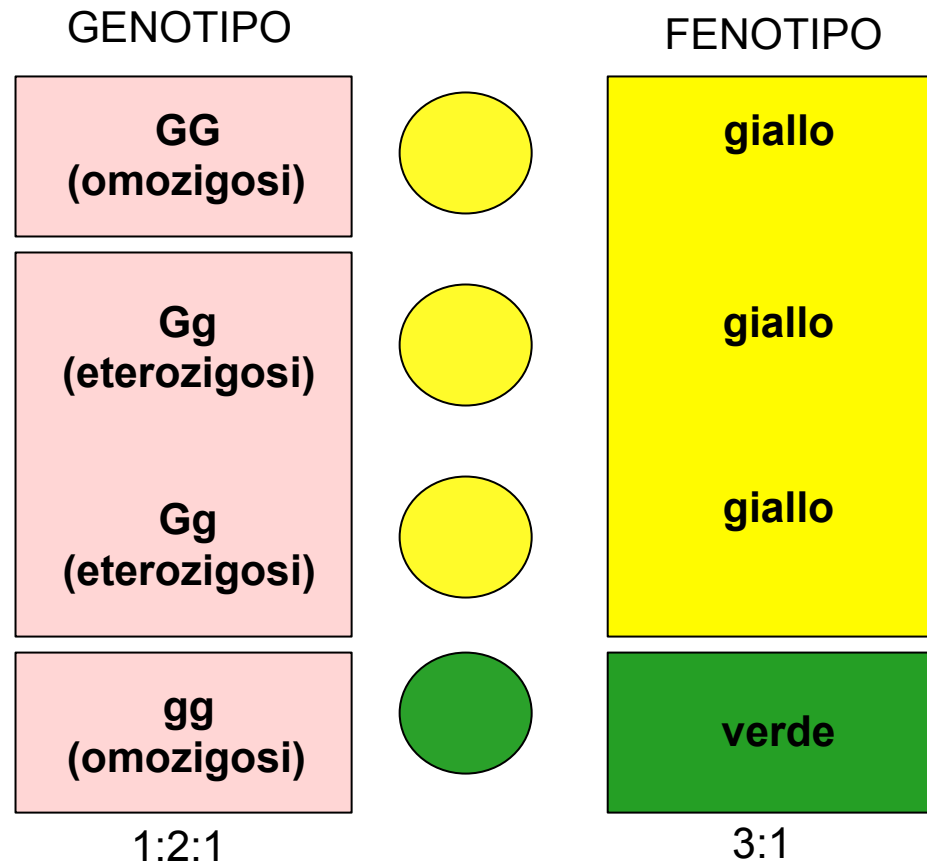 GENOTIPO
FENOTIPO
GG
(omozigosi)
giallo
Gg
(eterozigosi)
giallo
Gg
(eterozigosi)
giallo
gg
(omozigosi)
verde
1:2:1
3:1